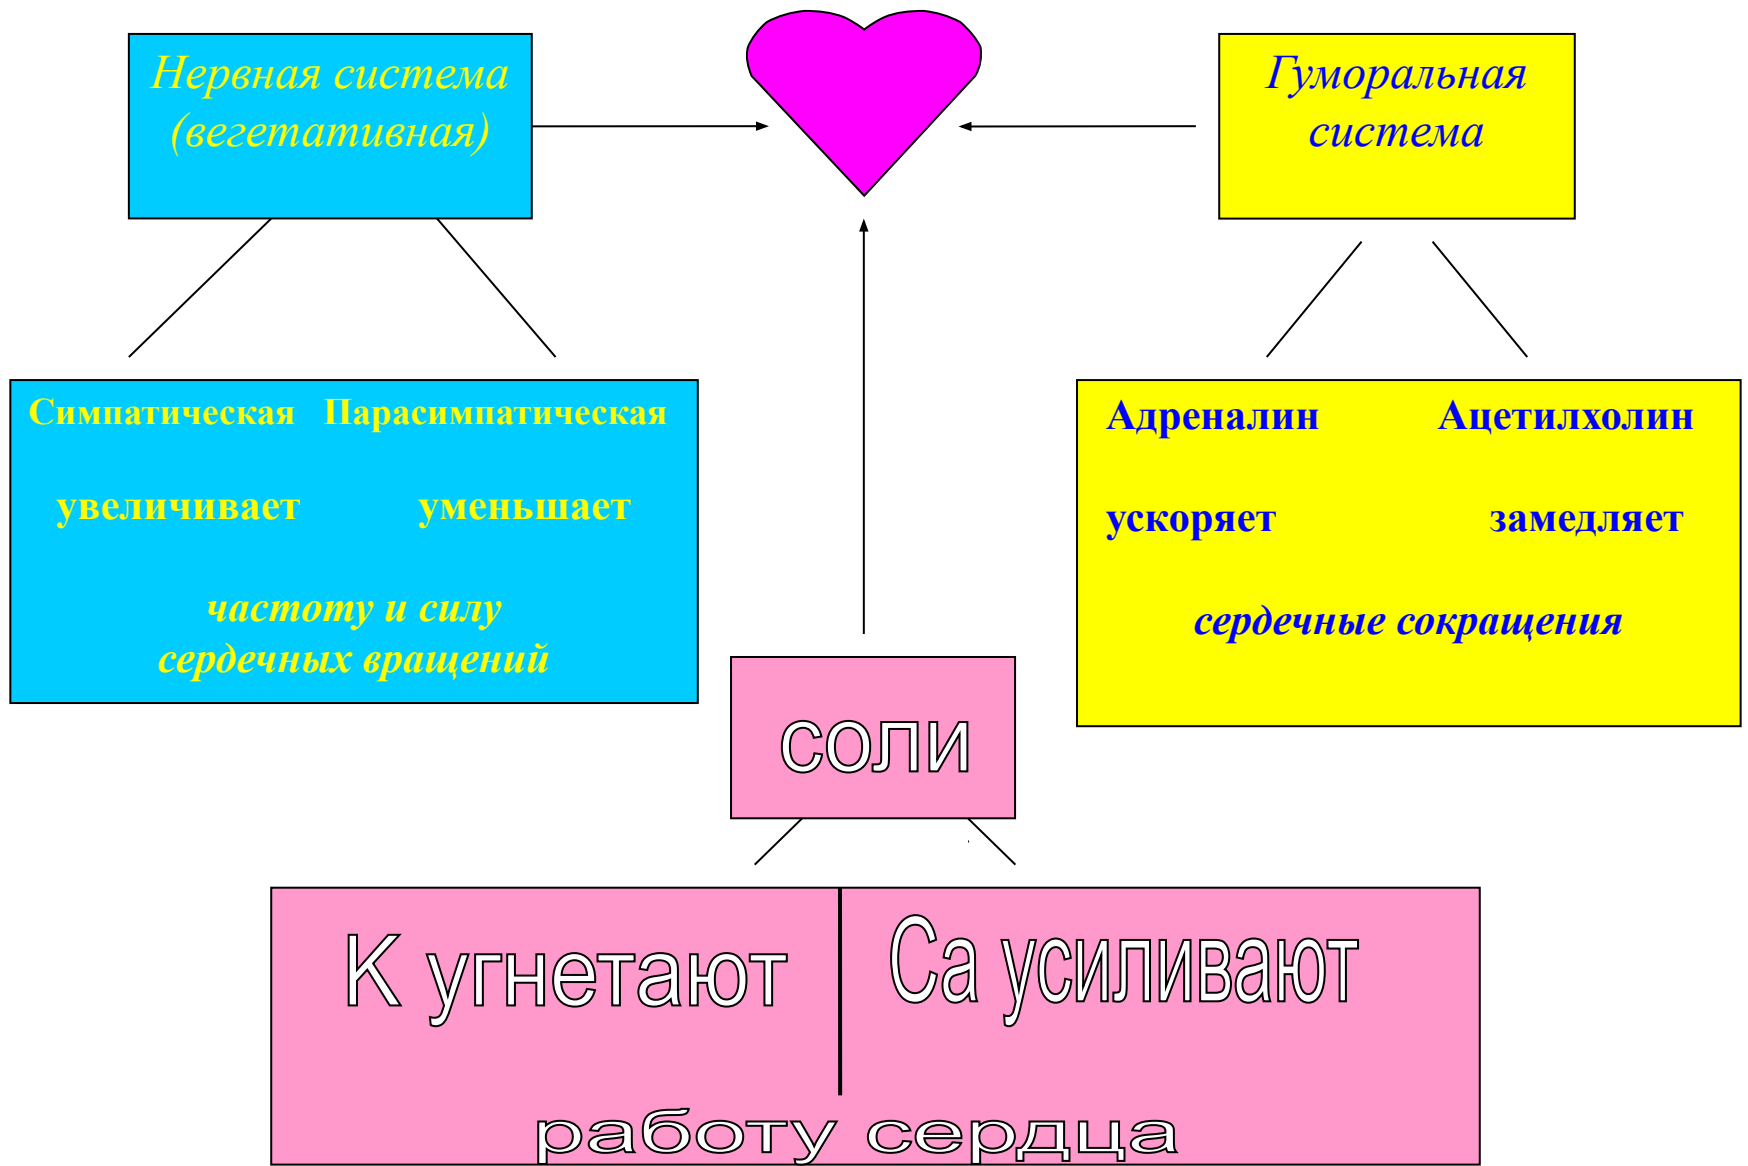 Нервная система
(вегетативная)
Гуморальная
система
Симпатическая Парасимпатическая
увеличивает уменьшает
частоту и силу
сердечных вращений
Адреналин Ацетилхолин
ускоряет замедляет
сердечные сокращения
соли
К угнетают
Са усиливают
работу сердца